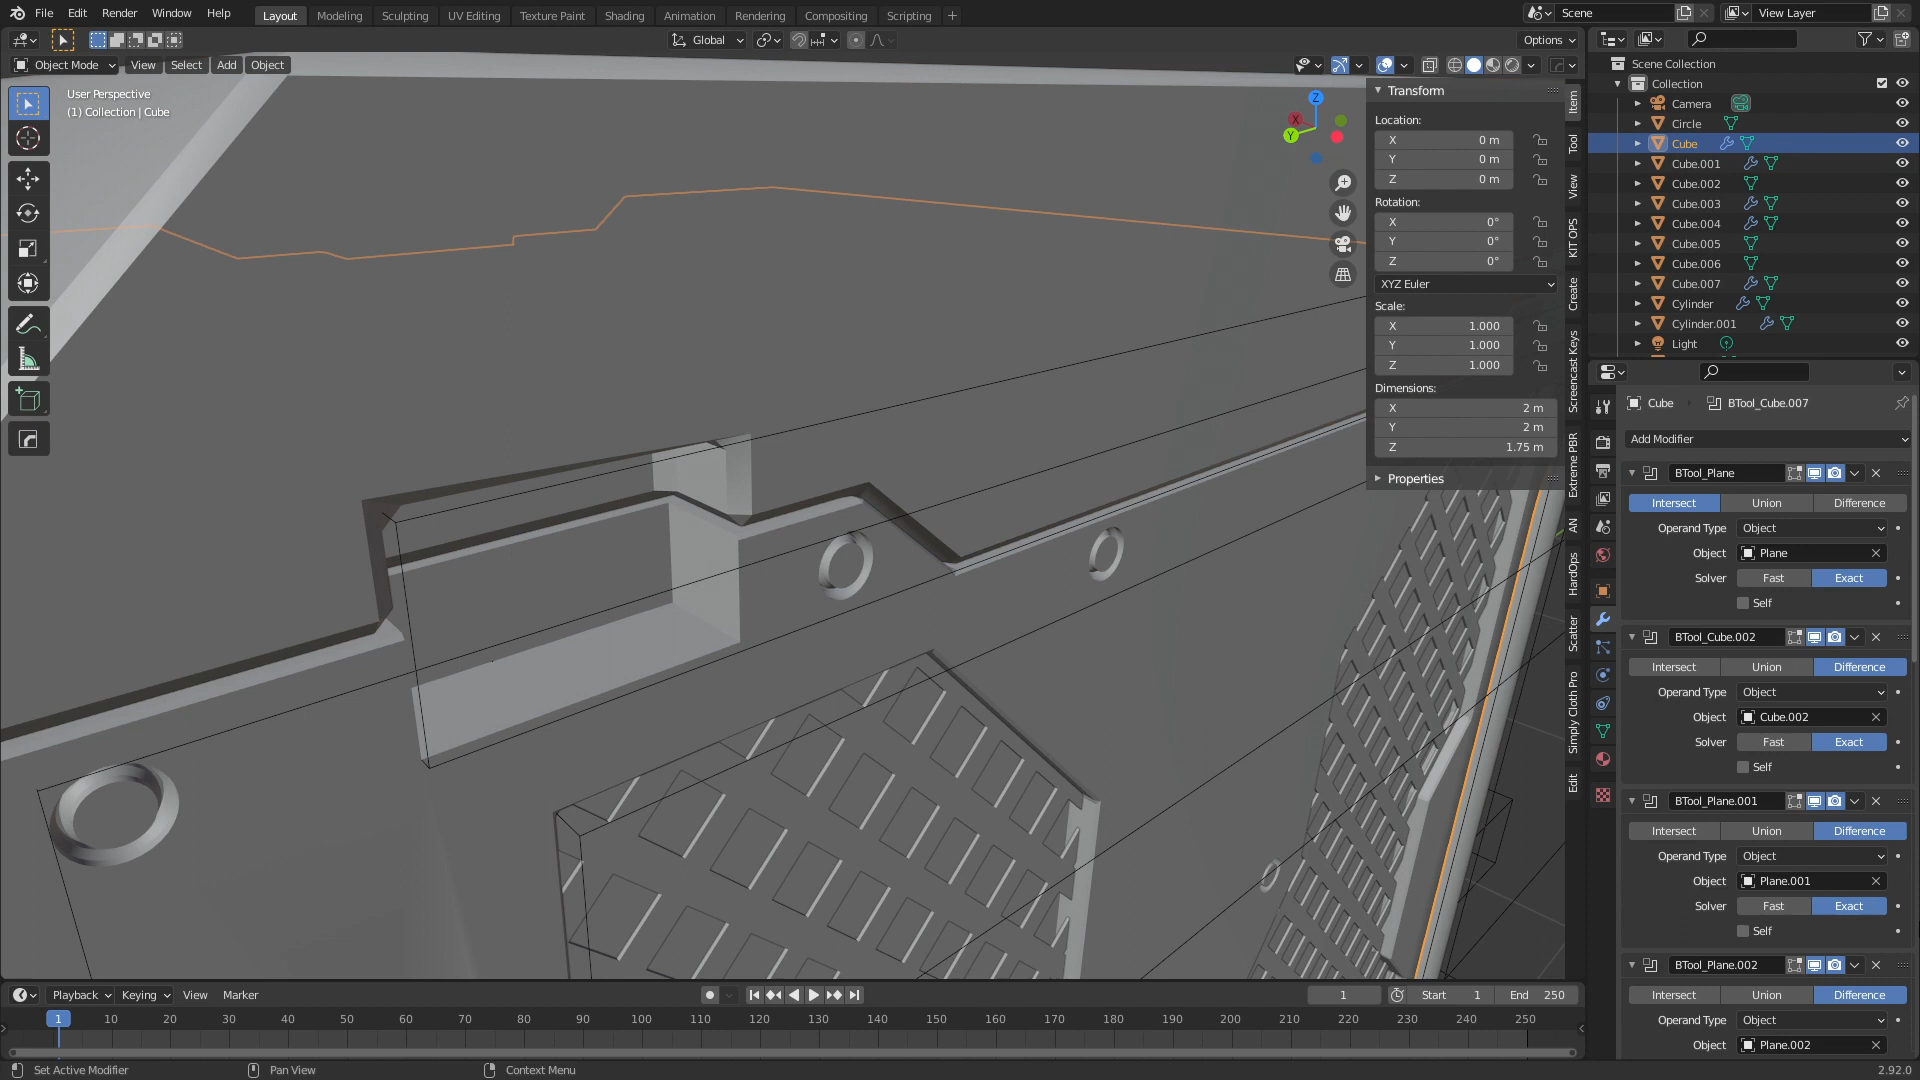 File Edit Render Window Help Layout Modeling Sculpting UV Editing Texture Paint Shading Animation Rendering Compositing Scripting + Scene View Layer
Global Options
Object Mode View Select Add Object
User Perspective
(1) Collection | Cube
Z
X
Y
Transform
Location:
X 0 m
Y 0 m
Z 0 m
Rotation:
X 0°
Y 0°
Z 0°
XYZ Euler
Scale:
X 1.000
Y 1.000
Z 1.000
Dimensions:
X 2 m
Y 2 m
Z 1.75 m
Properties
Item
Tool
View
KIT OPS
Create
Screencast Keys
Extreme PBR
AN
HardOps
Scatter
Simply Cloth Pro
Edit
Scene Collection
Collection
Camera
Circle
Cube
Cube.001
Cube.002
Cube.003
Cube.004
Cube.005
Cube.006
Cube.007
Cylinder
Cylinder.001
Light
Cube BTool_Cube.007
Add Modifier
BTool_Plane
Intersect Union Difference
Operand Type Object
Object Plane
Solver Fast Exact
Self
BTool_Cube.002
Intersect Union Difference
Operand Type Object
Object Cube.002
Solver Fast Exact
Self
BTool_Plane.001
Intersect Union Difference
Operand Type Object
Object Plane.001
Solver Fast Exact
Self
BTool_Plane.002
Intersect Union Difference
Operand Type Object
Object Plane.002
Playback Keying View Marker 1 Start 1 End 250
1 10 20 30 40 50 60 70 80 90 100 110 120 130 140 150 160 170 180 190 200 210 220 230 240 250
Set Active Modifier Pan View Context Menu 2.92.0